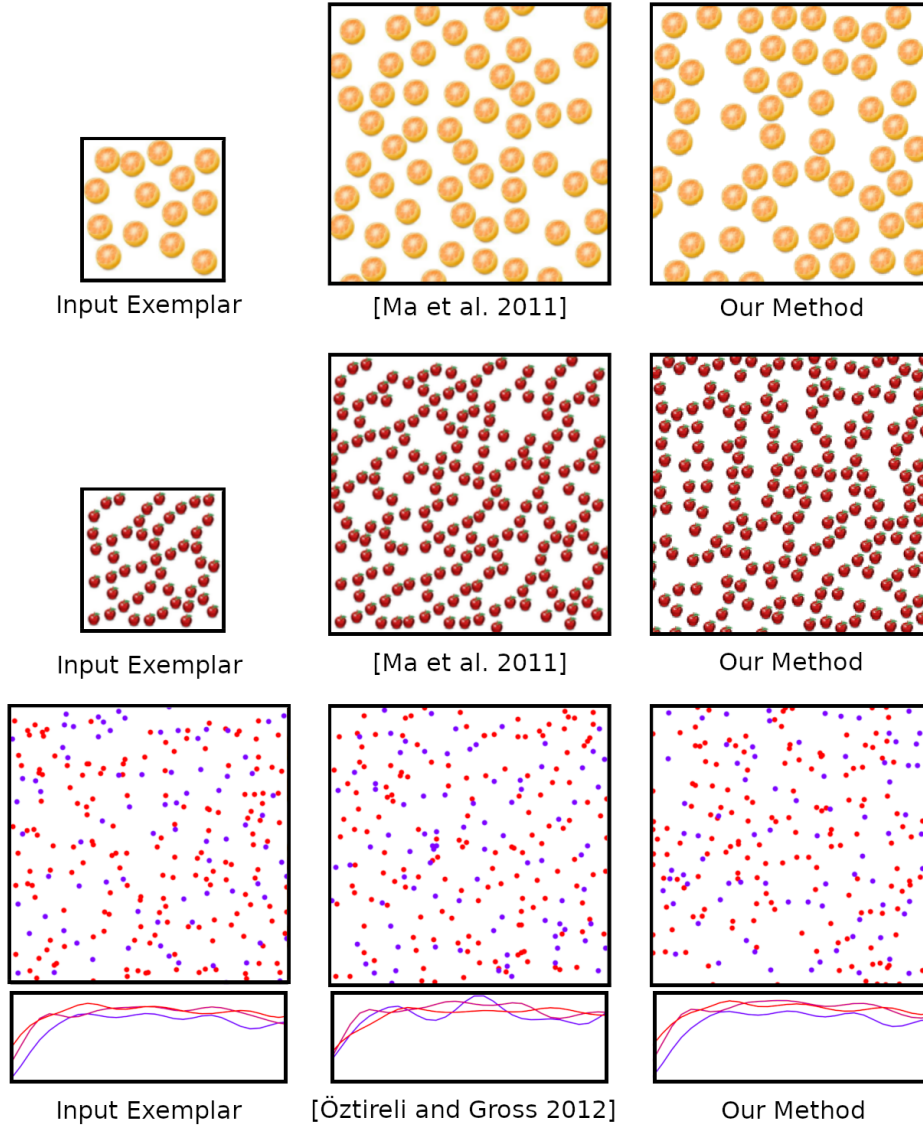 Input Exemplar
[Ma et al. 2011]
Our Method
Input Exemplar
[Ma et al. 2011]
Our Method
Input Exemplar
[Öztireli and Gross 2012]
Our Method